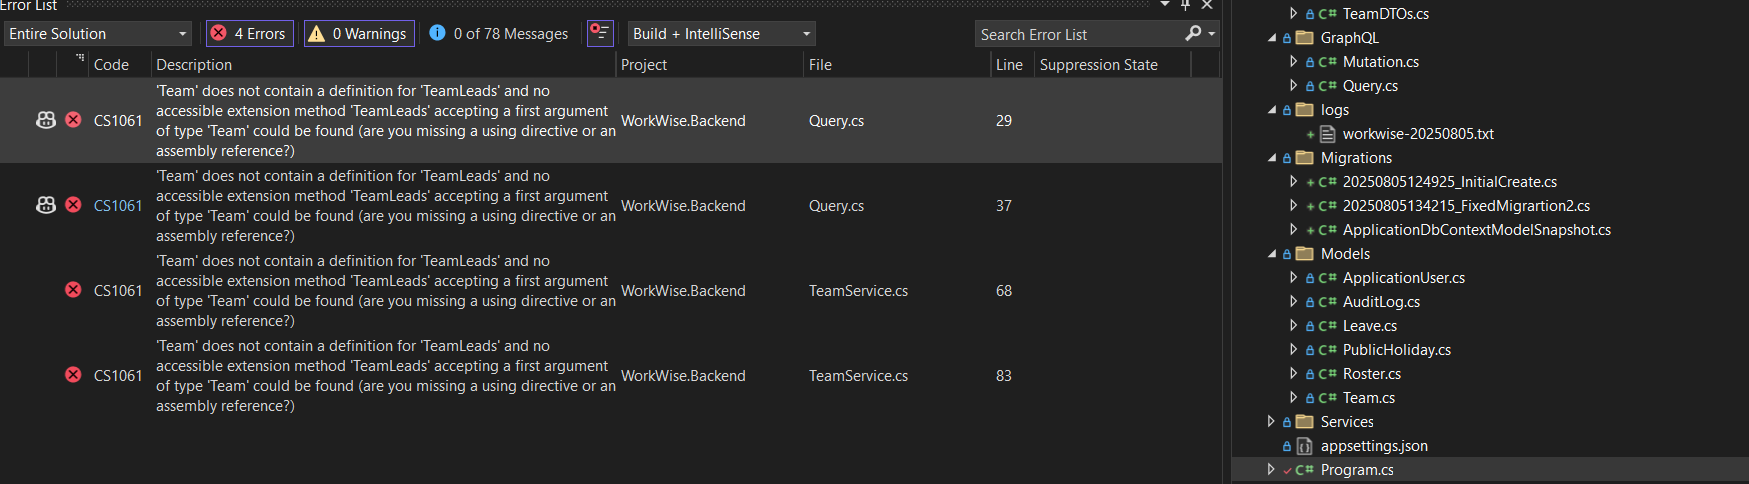 Error List
Entire Solution
4 Errors
0 Warnings
0 of 78 Messages
Build + IntelliSense
Search Error List
Code
Description
Project
File
Line
Suppression State
'Team' does not contain a definition for 'TeamLeads' and no
accessible extension method 'TeamLeads' accepting a first argument
CS1061 of type 'Team' could be found (are you missing a using directive or an WorkWise.Backend Query.cs 29
assembly reference?)
'Team' does not contain a definition for 'TeamLeads' and no
accessible extension method 'TeamLeads' accepting a first argument
CS1061 of type 'Team' could be found (are you missing a using directive or an WorkWise.Backend Query.cs 37
assembly reference?)
'Team' does not contain a definition for 'TeamLeads' and no
accessible extension method 'TeamLeads' accepting a first argument
CS1061 of type 'Team' could be found (are you missing a using directive or an WorkWise.Backend TeamService.cs 68
assembly reference?)
'Team' does not contain a definition for 'TeamLeads' and no
accessible extension method 'TeamLeads' accepting a first argument
CS1061 of type 'Team' could be found (are you missing a using directive or an WorkWise.Backend TeamService.cs 83
assembly reference?)
C# TeamDTOs.cs
GraphQL
C# Mutation.cs
C# Query.cs
logs
workwise-20250805.txt
Migrations
C# 20250805124925_InitialCreate.cs
C# 20250805134215_FixedMigrartion2.cs
C# ApplicationDbContextModelSnapshot.cs
Models
C# ApplicationUser.cs
C# AuditLog.cs
C# Leave.cs
C# PublicHoliday.cs
C# Roster.cs
C# Team.cs
Services
appsettings.json
C# Program.cs